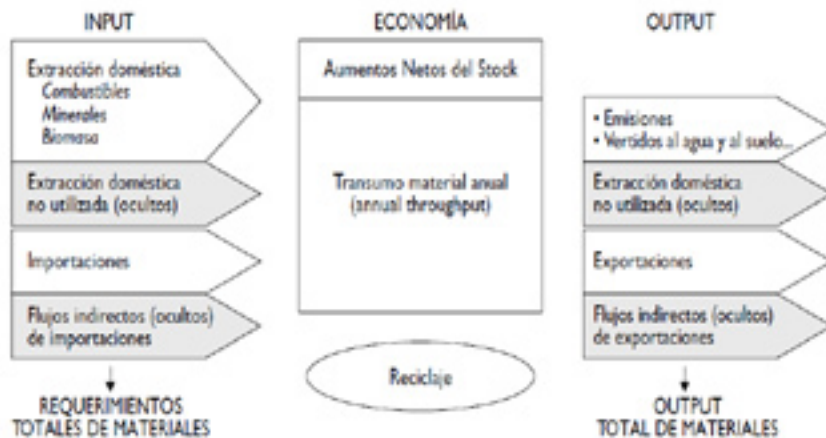 INPUT
Extracción doméstica
Combustibles
Minerales
Biomasa
Extracción doméstica
no utilizada (ocultos)
Importaciones
Flujos indirectos (ocultos)
de importaciones
REQUERIMIENTOS
TOTALES DE MATERIALES
ECONOMÍA
Aumentos Netos del Stock
Transumo material anual
(annual throughput)
Reciclaje
OUTPUT
• Emisiones
• Vertidos al agua y al suelo...
Extracción doméstica
no utilizada (ocultos)
Exportaciones
Flujos indirectos (ocultos)
de exportaciones
OUTPUT
TOTAL DE MATERIALES